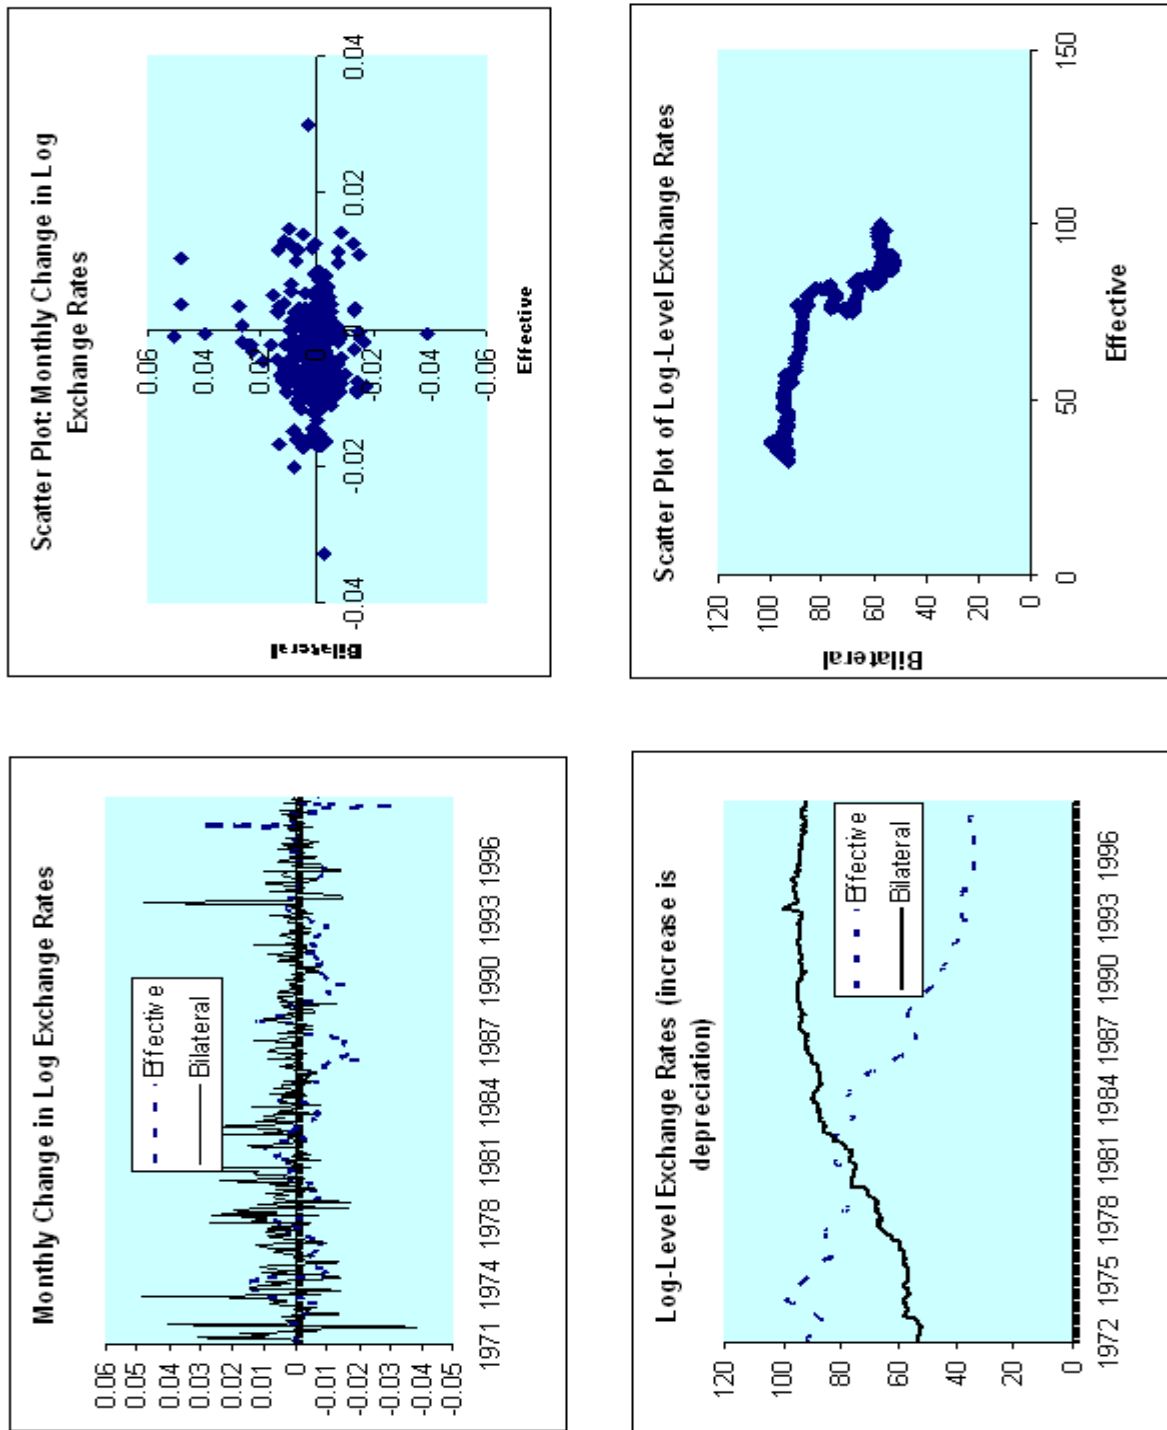 Monthly Change in Log Exchange Rates
0.06
0.05
0.04
0.03
0.02
0.01
0
-0.01
-0.02
-0.03
-0.04
-0.05
Effective
Bilateral
1971 1974 1978 1981 1984 1987 1990 1993 1996
Scatter Plot: Monthly Change in Log
Exchange Rates
Bilateral
0.06
0.04
0.02
0
-0.02
-0.04
-0.06
-0.04 -0.02 0.02 0.04
Effective
Log-Level Exchange Rates (increase is
depreciation)
120
100
80
60
40
20
0
Effective
Bilateral
1972 1975 1978 1981 1984 1987 1990 1993 1996
Scatter Plot of Log-Level Exchange Rates
Bilateral
120
100
80
60
40
20
0
0 50 100 150
Effective